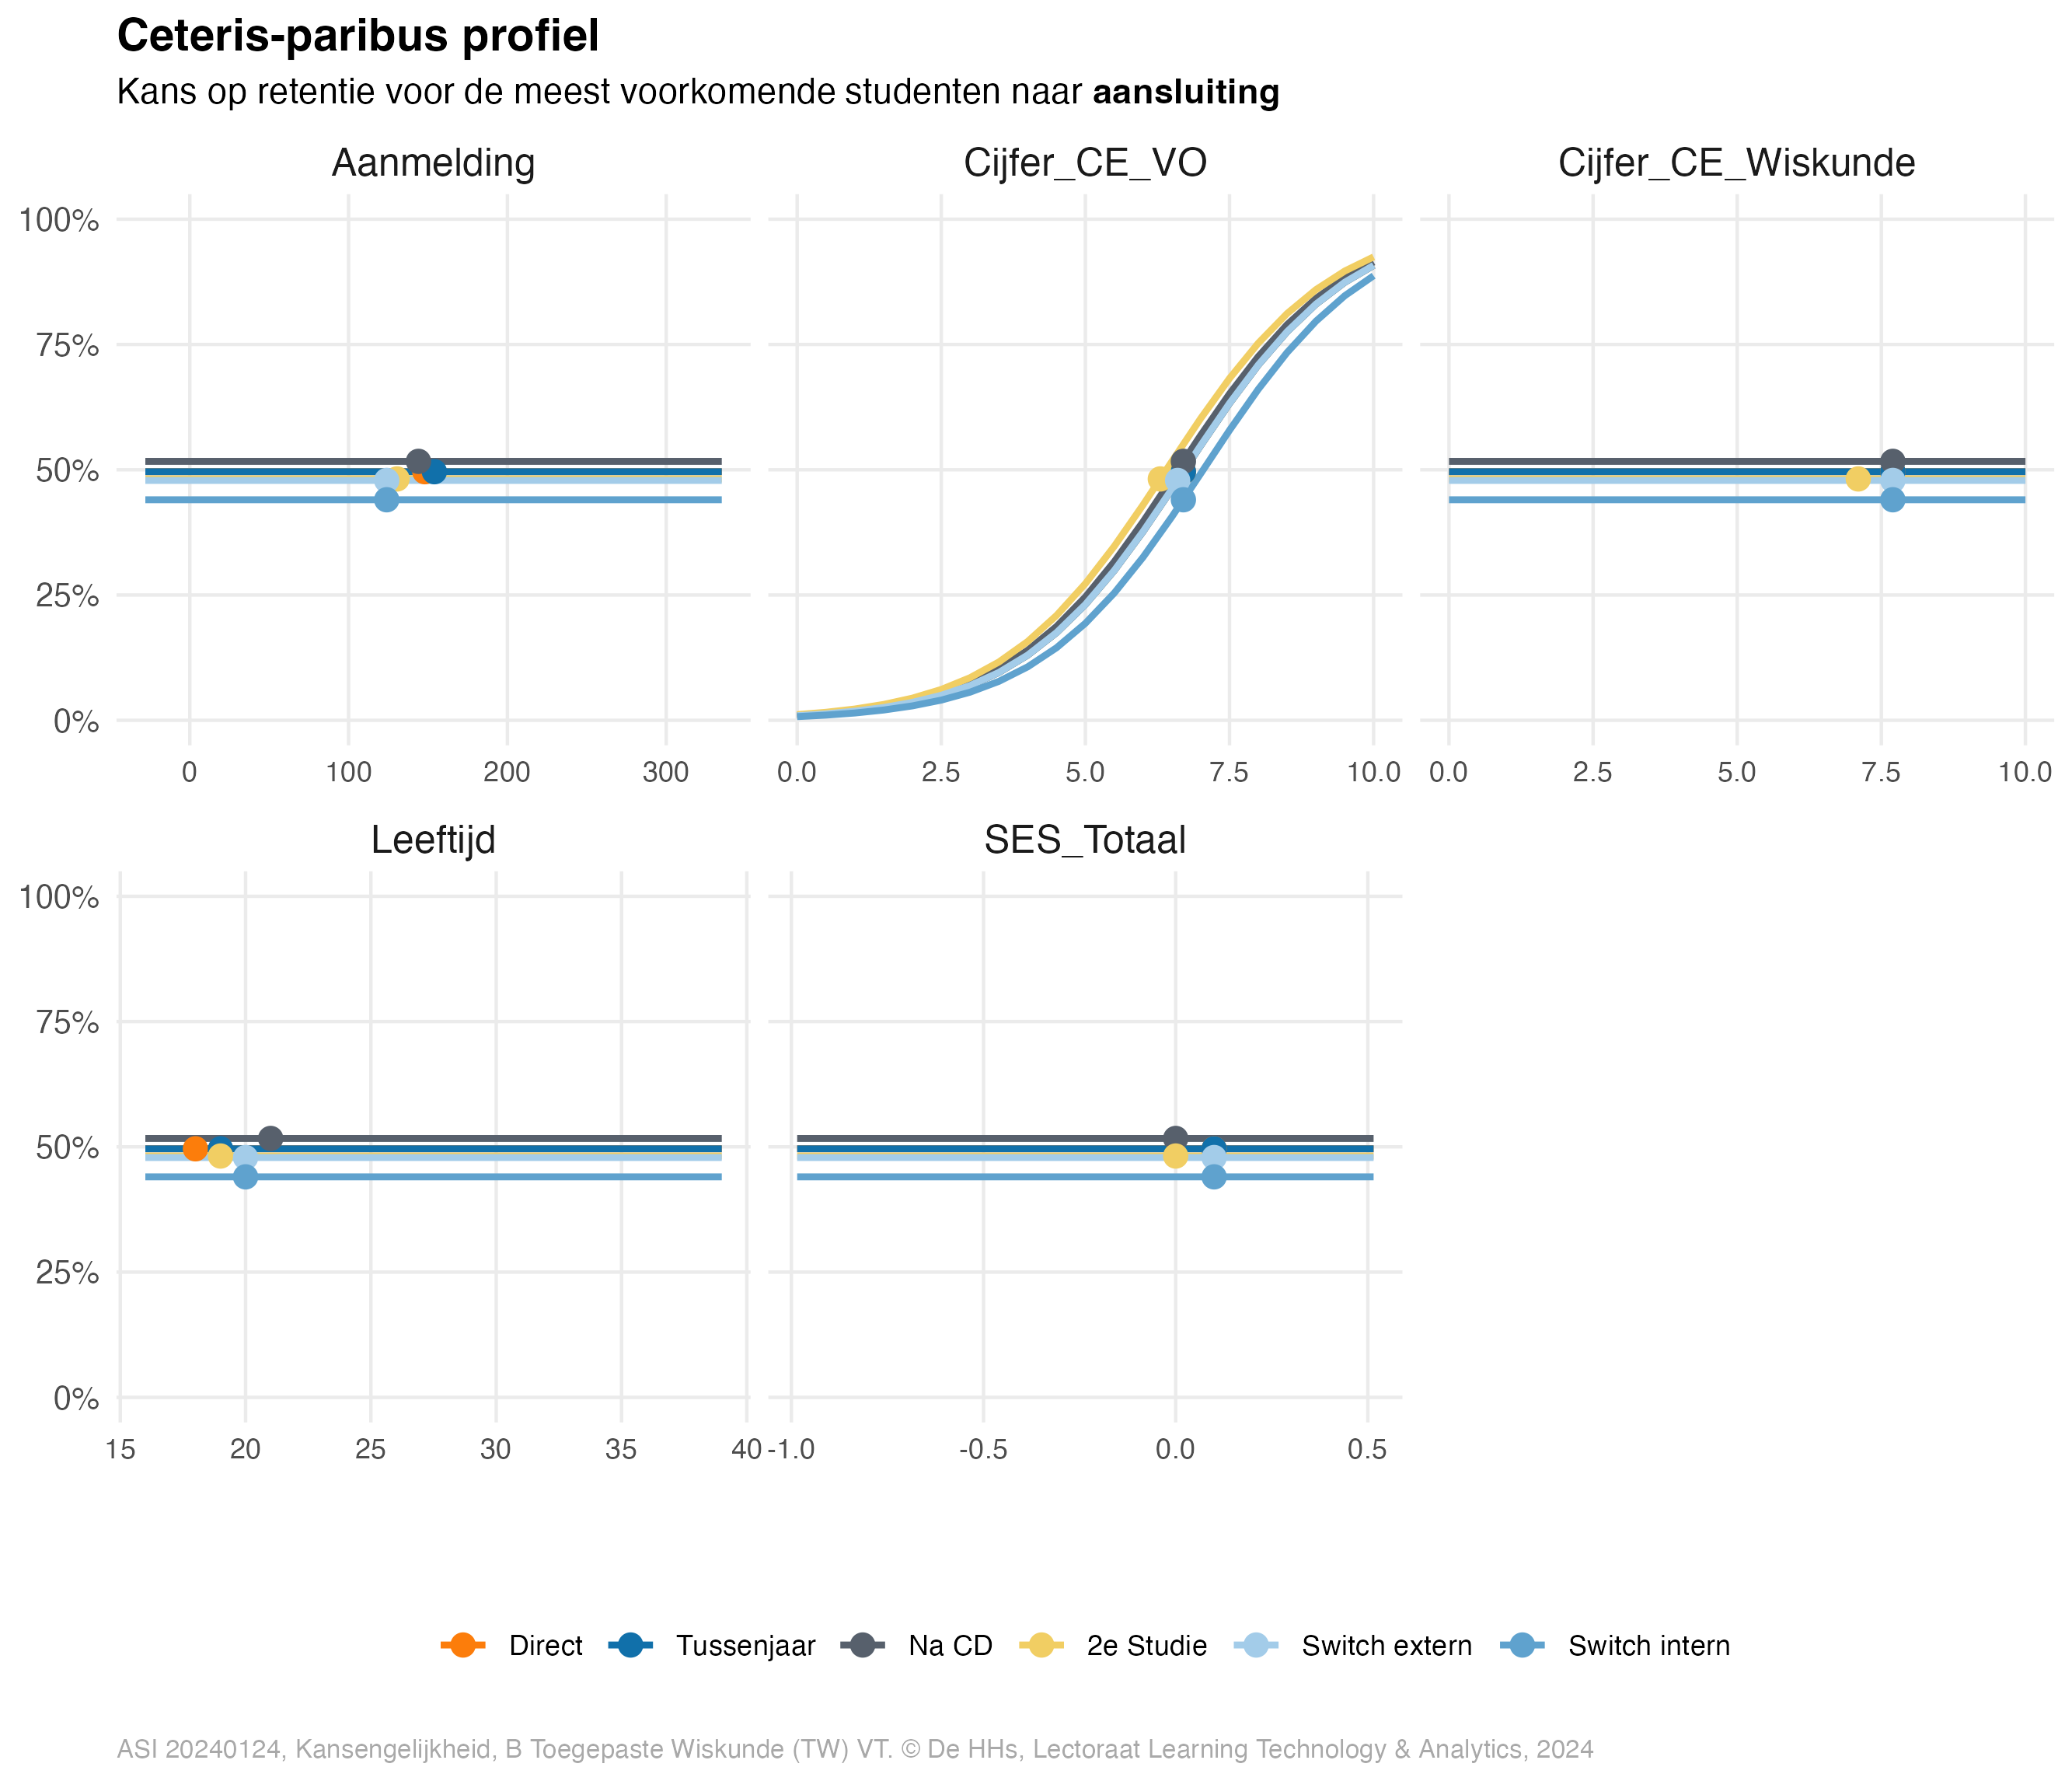 Ceteris-paribus profiel
Kans op retentie voor de meest voorkomende studenten naar aansluiting
Aanmelding Cijfer_CE_VO Cijfer_CE_Wiskunde
100%
75%
50%
25%
0%
0 100 200 300 0.0 2.5 5.0 7.5 10.0 0.0 2.5 5.0 7.5 10.0
Leeftijd SES_Totaal
100%
75%
50%
25%
0%
15 20 25 30 35 40 -1.0 -0.5 0.0 0.5
Direct Tussenjaar Na CD 2e Studie Switch extern Switch intern
ASI 20240124, Kansengelijkheid, B Toegepaste Wiskunde (TW) VT. © De HHs, Lectoraat Learning Technology & Analytics, 2024